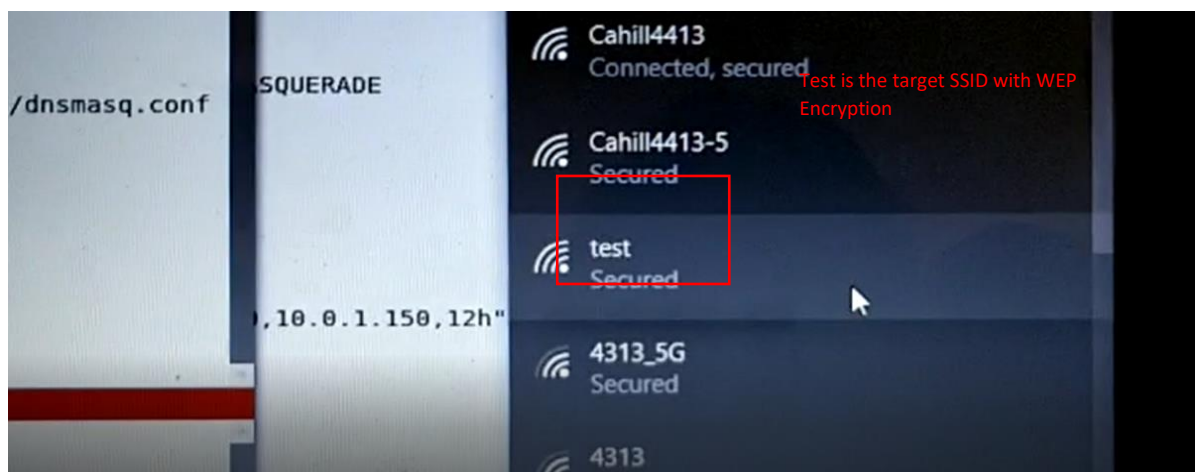 /dnsmasq.conf
SQUERADE
,10.0.1.150,12h"
Cahill4413
Connected, secured
Test is the target SSID with WEP
Encryption
Cahill4413-5
Secured
test
Secured
4313_5G
Secured
4313